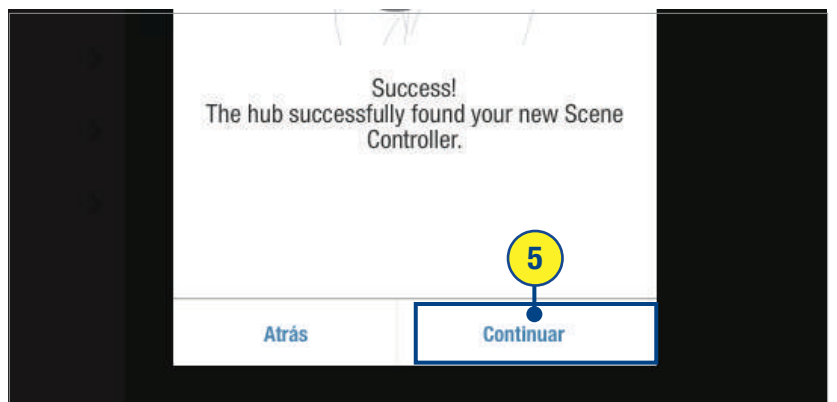 Success!
The hub successfully found your new Scene
Controller.
5
Atrás Continuar